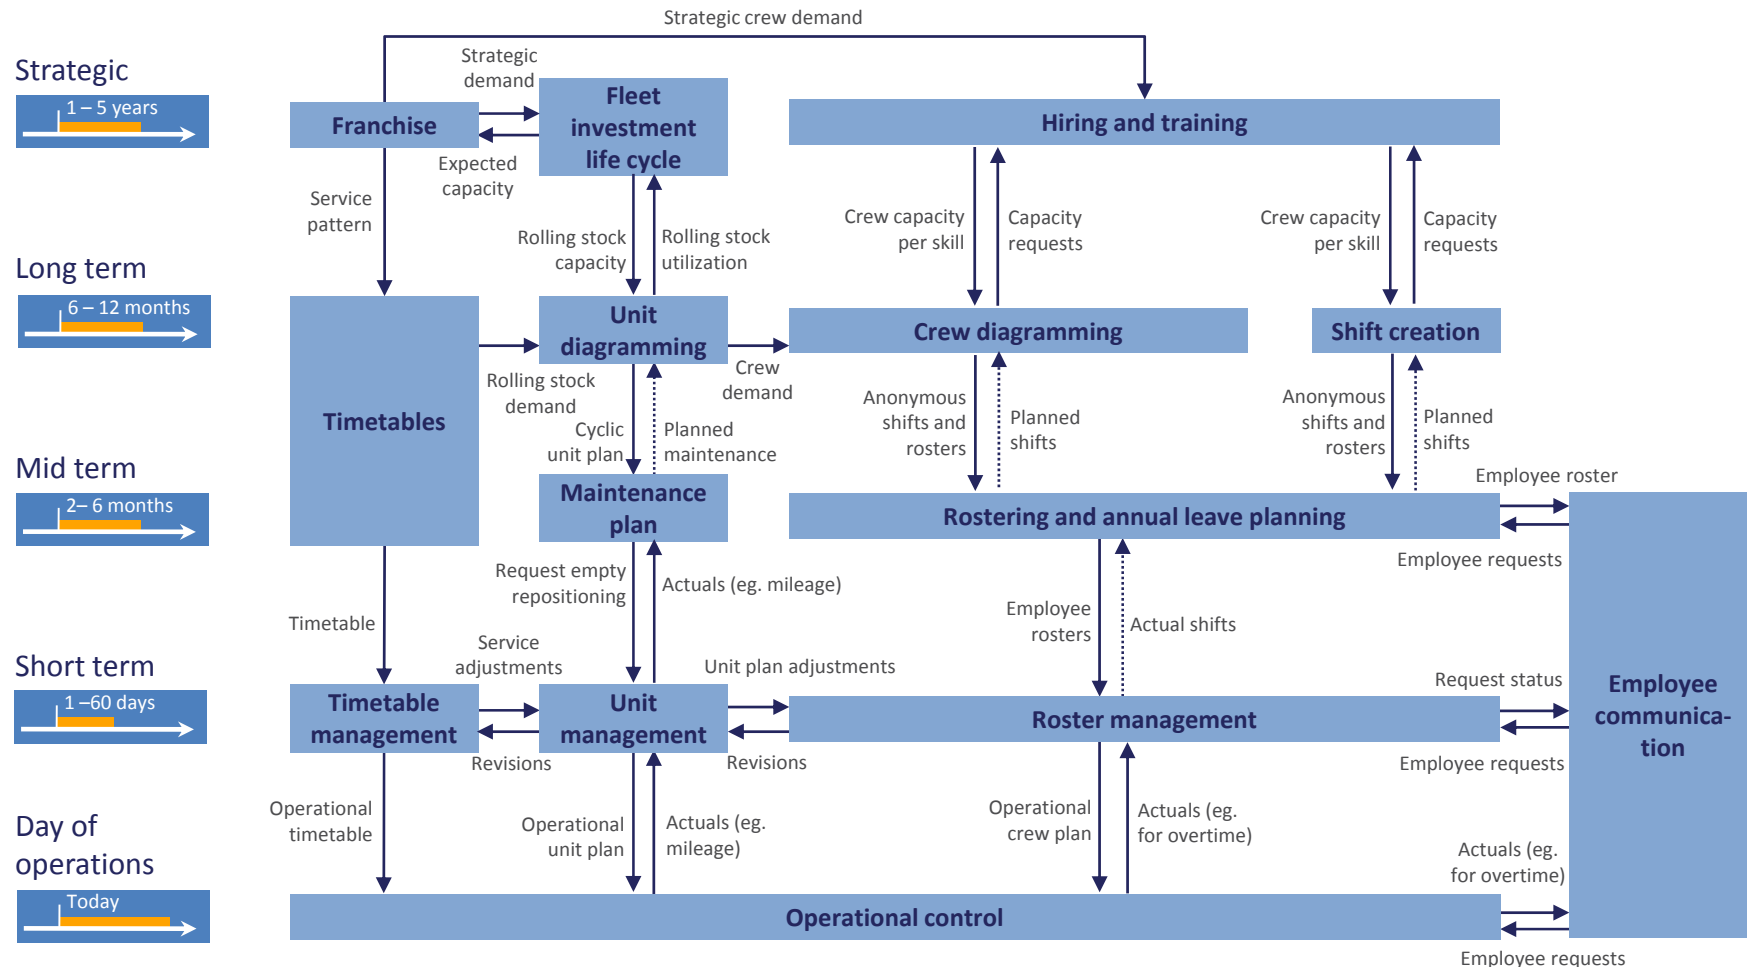 Strategic crew demand
Strategic
1 – 5 years
Strategic
demand
Franchise
Fleet
investment
life cycle
Hiring and training
Expected
capacity
Service
pattern
Rolling stock
capacity
Rolling stock
utilization
Crew capacity
per skill
Capacity
requests
Crew capacity
per skill
Capacity
requests
Long term
6 – 12 months
Timetables
Unit
diagramming
Crew diagramming
Shift creation
Rolling stock
demand
Crew
demand
Cyclic
unit plan
Planned
maintenance
Anonymous
shifts and
rosters
Planned
shifts
Anonymous
shifts and
rosters
Planned
shifts
Mid term
2– 6 months
Maintenance
plan
Rostering and annual leave planning
Employee roster
Employee requests
Request empty
repositioning
Actuals (eg. mileage)
Timetable
Employee
rosters
Actual shifts
Short term
1 –60 days
Service
adjustments
Unit plan adjustments
Request status
Timetable
management
Unit
management
Roster management
Employee
communica-
tion
Revisions
Revisions
Employee requests
Operational
timetable
Operational
unit plan
Actuals (eg.
mileage)
Operational
crew plan
Actuals (eg.
for overtime)
Actuals (eg.
for overtime)
Day of
operations
Today
Operational control
Employee requests